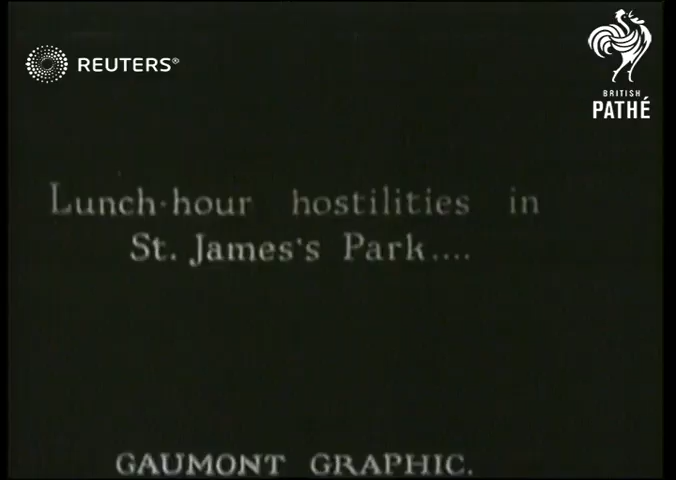 REUTERS®
BRITISH
PATHÉ
Lunch-hour hostilities in
St. James's Park....
GAUMONT GRAPHIC.